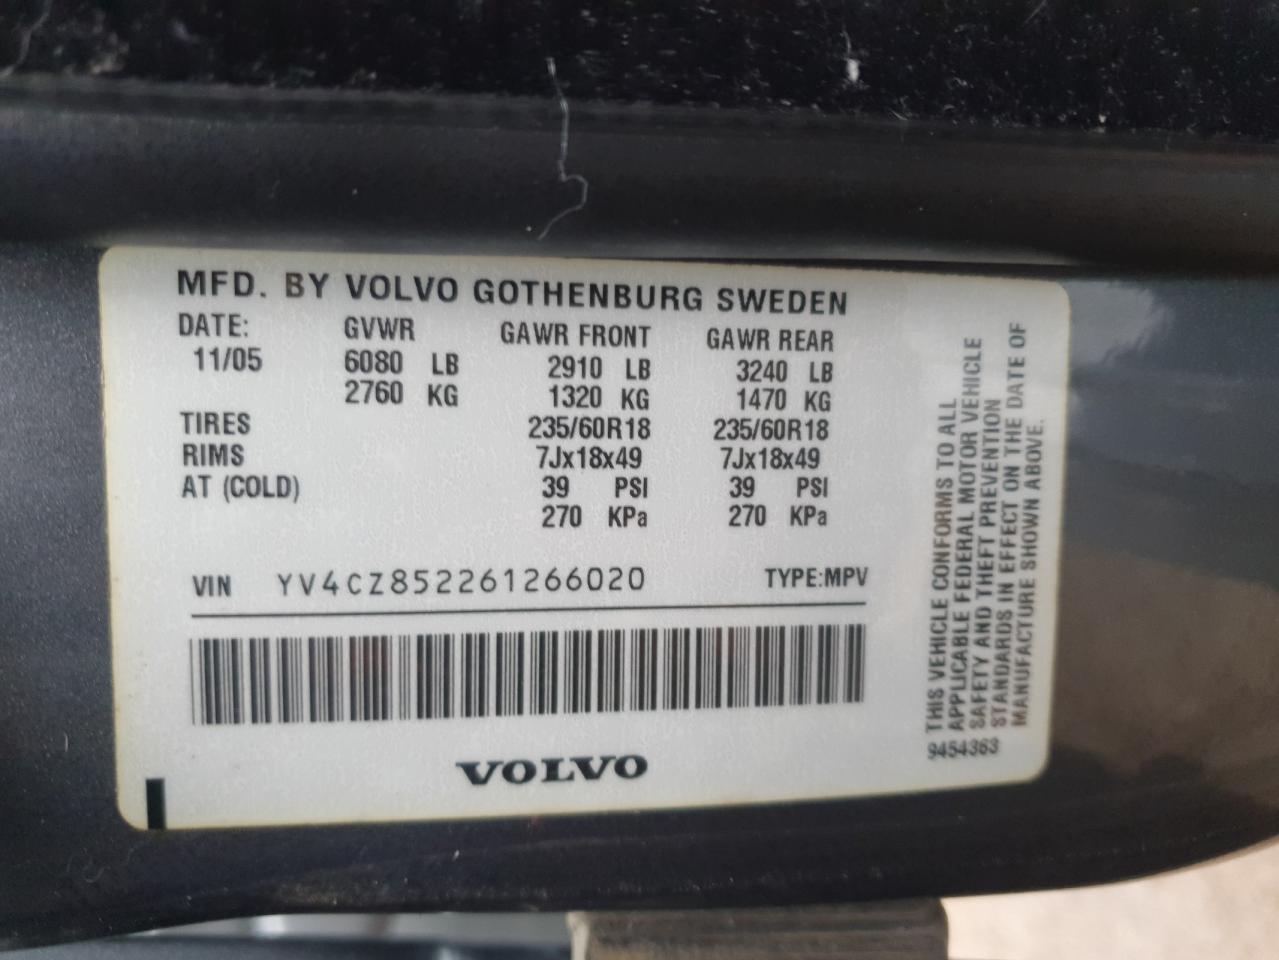 MFD. BY VOLVO GOTHENBURG SWEDEN
DATE: GVWR GAWR FRONT GAWR REAR
11/05 6080 LB 2910 LB 3240 LB
2760 KG 1320 KG 1470 KG
TIRES 235/60R18 235/60R18
RIMS 7Jx18x49 7Jx18x49
AT (COLD) 39 PSI 39 PSI
270 KPa 270 KPa
VIN YV4CZ852261266020 TYPE:MPV
VOLVO
THIS VEHICLE CONFORMS TO ALL
APPLICABLE FEDERAL MOTOR VEHICLE
SAFETY AND THEFT PREVENTION
STANDARDS IN EFFECT ON THE DATE OF
MANUFACTURE SHOWN ABOVE.
9454363